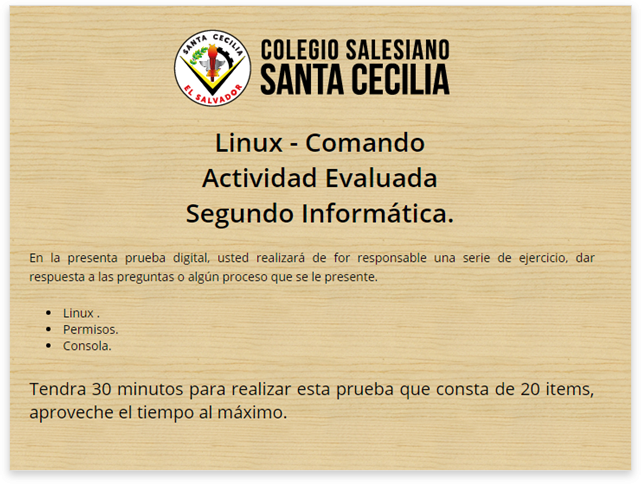 SANTA CECILIA
EL SALVADOR
COLEGIO SALESIANO
SANTA CECILIA
Linux - Comando
Actividad Evaluada
Segundo Informática.
En la presenta prueba digital, usted realizará de for responsable una serie de ejercicio, dar
respuesta a las preguntas o algún proceso que se le presente.
• Linux .
• Permisos.
• Consola.
Tendra 30 minutos para realizar esta prueba que consta de 20 items,
aproveche el tiempo al máximo.